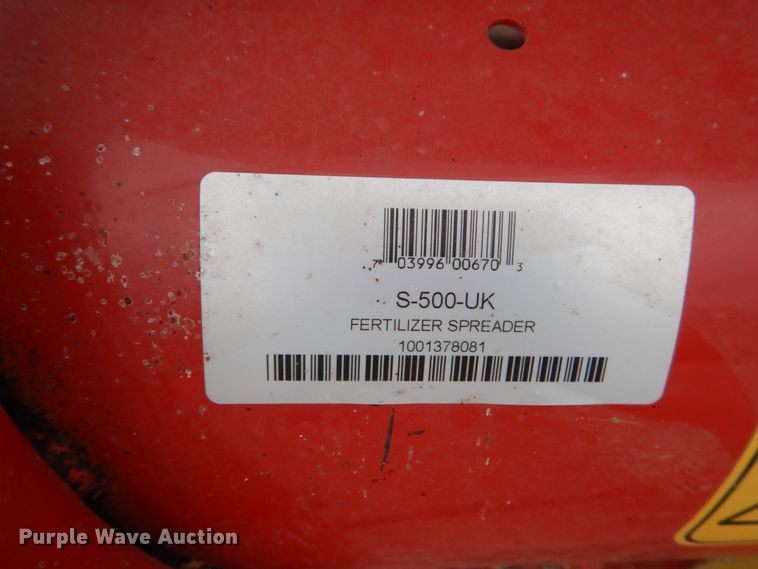 7 03996 00670 3
S-500-UK
FERTILIZER SPREADER
1001378081
Purple Wave Auction